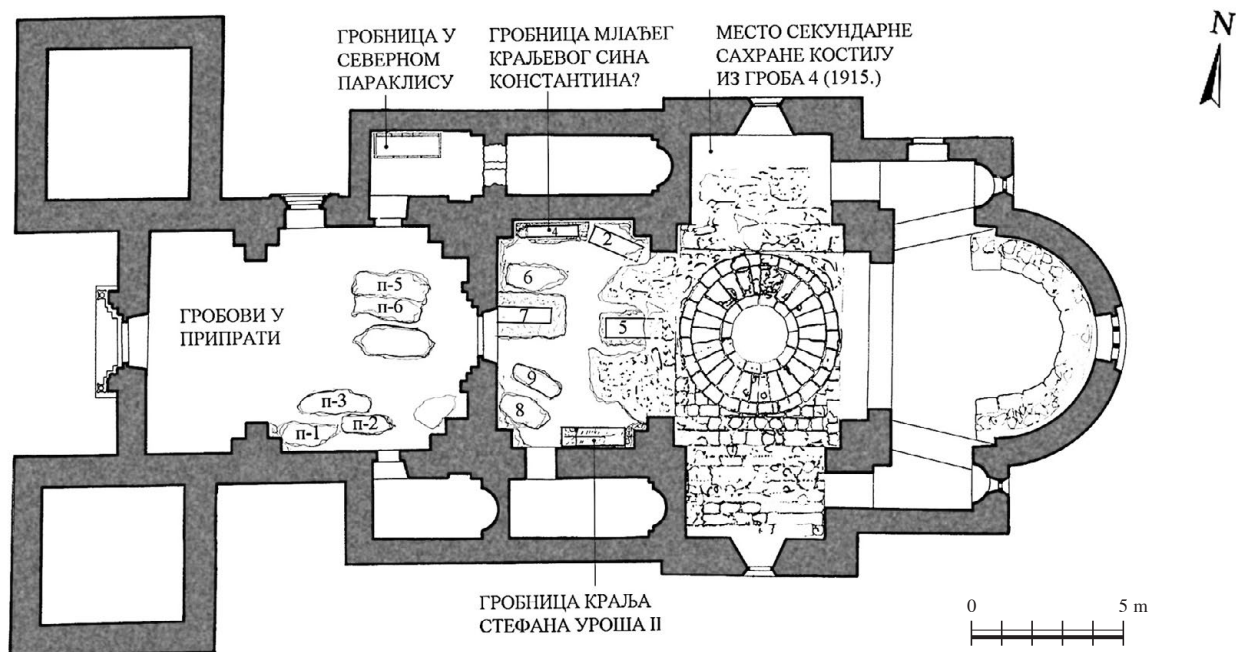 ГРОБНИЦА У
СЕВЕРНОМ
ПАРАКЛИСУ
ГРОБНИЦА МЛАЂЕГ
КРАЉЕВОГ СИНА
КОНСТАНТИНА?
МЕСТО СЕКУНДАРНЕ
САХРАНЕ КОСТИЈУ
ИЗ ГРОБА 4 (1915.)
N
4
2
6
7
5
9
8
ГРОБОВИ У
ПРИПРАТИ
п-5
п-6
п-3
п-2
п-1
ГРОБНИЦА КРАЉА
СТЕФАНА УРОША II
0 5 m